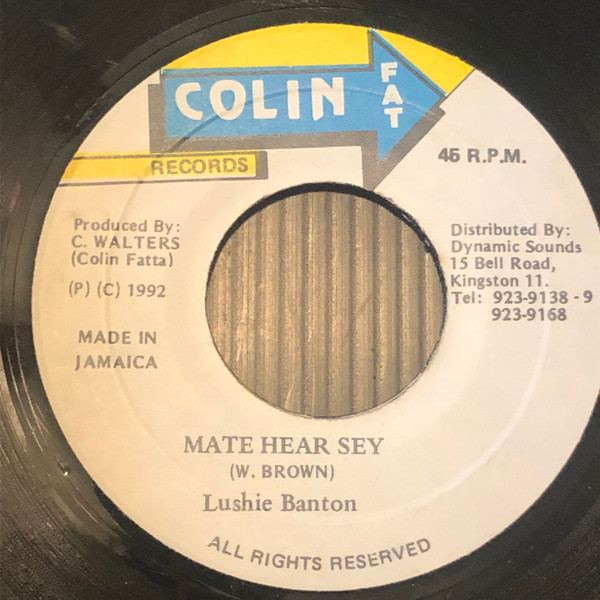 COLIN
FAT
RECORDS
45 R.P.M.
Produced By:
C. WALTERS
(Colin Fatta)
(P) (C) 1992
MADE IN
JAMAICA
Distributed By:
Dynamic Sounds
15 Bell Road,
Kingston 11.
Tel: 923-9138 - 9
923-9168
MATE HEAR SEY
(W. BROWN)
Lushie Banton
ALL RIGHTS RESERVED